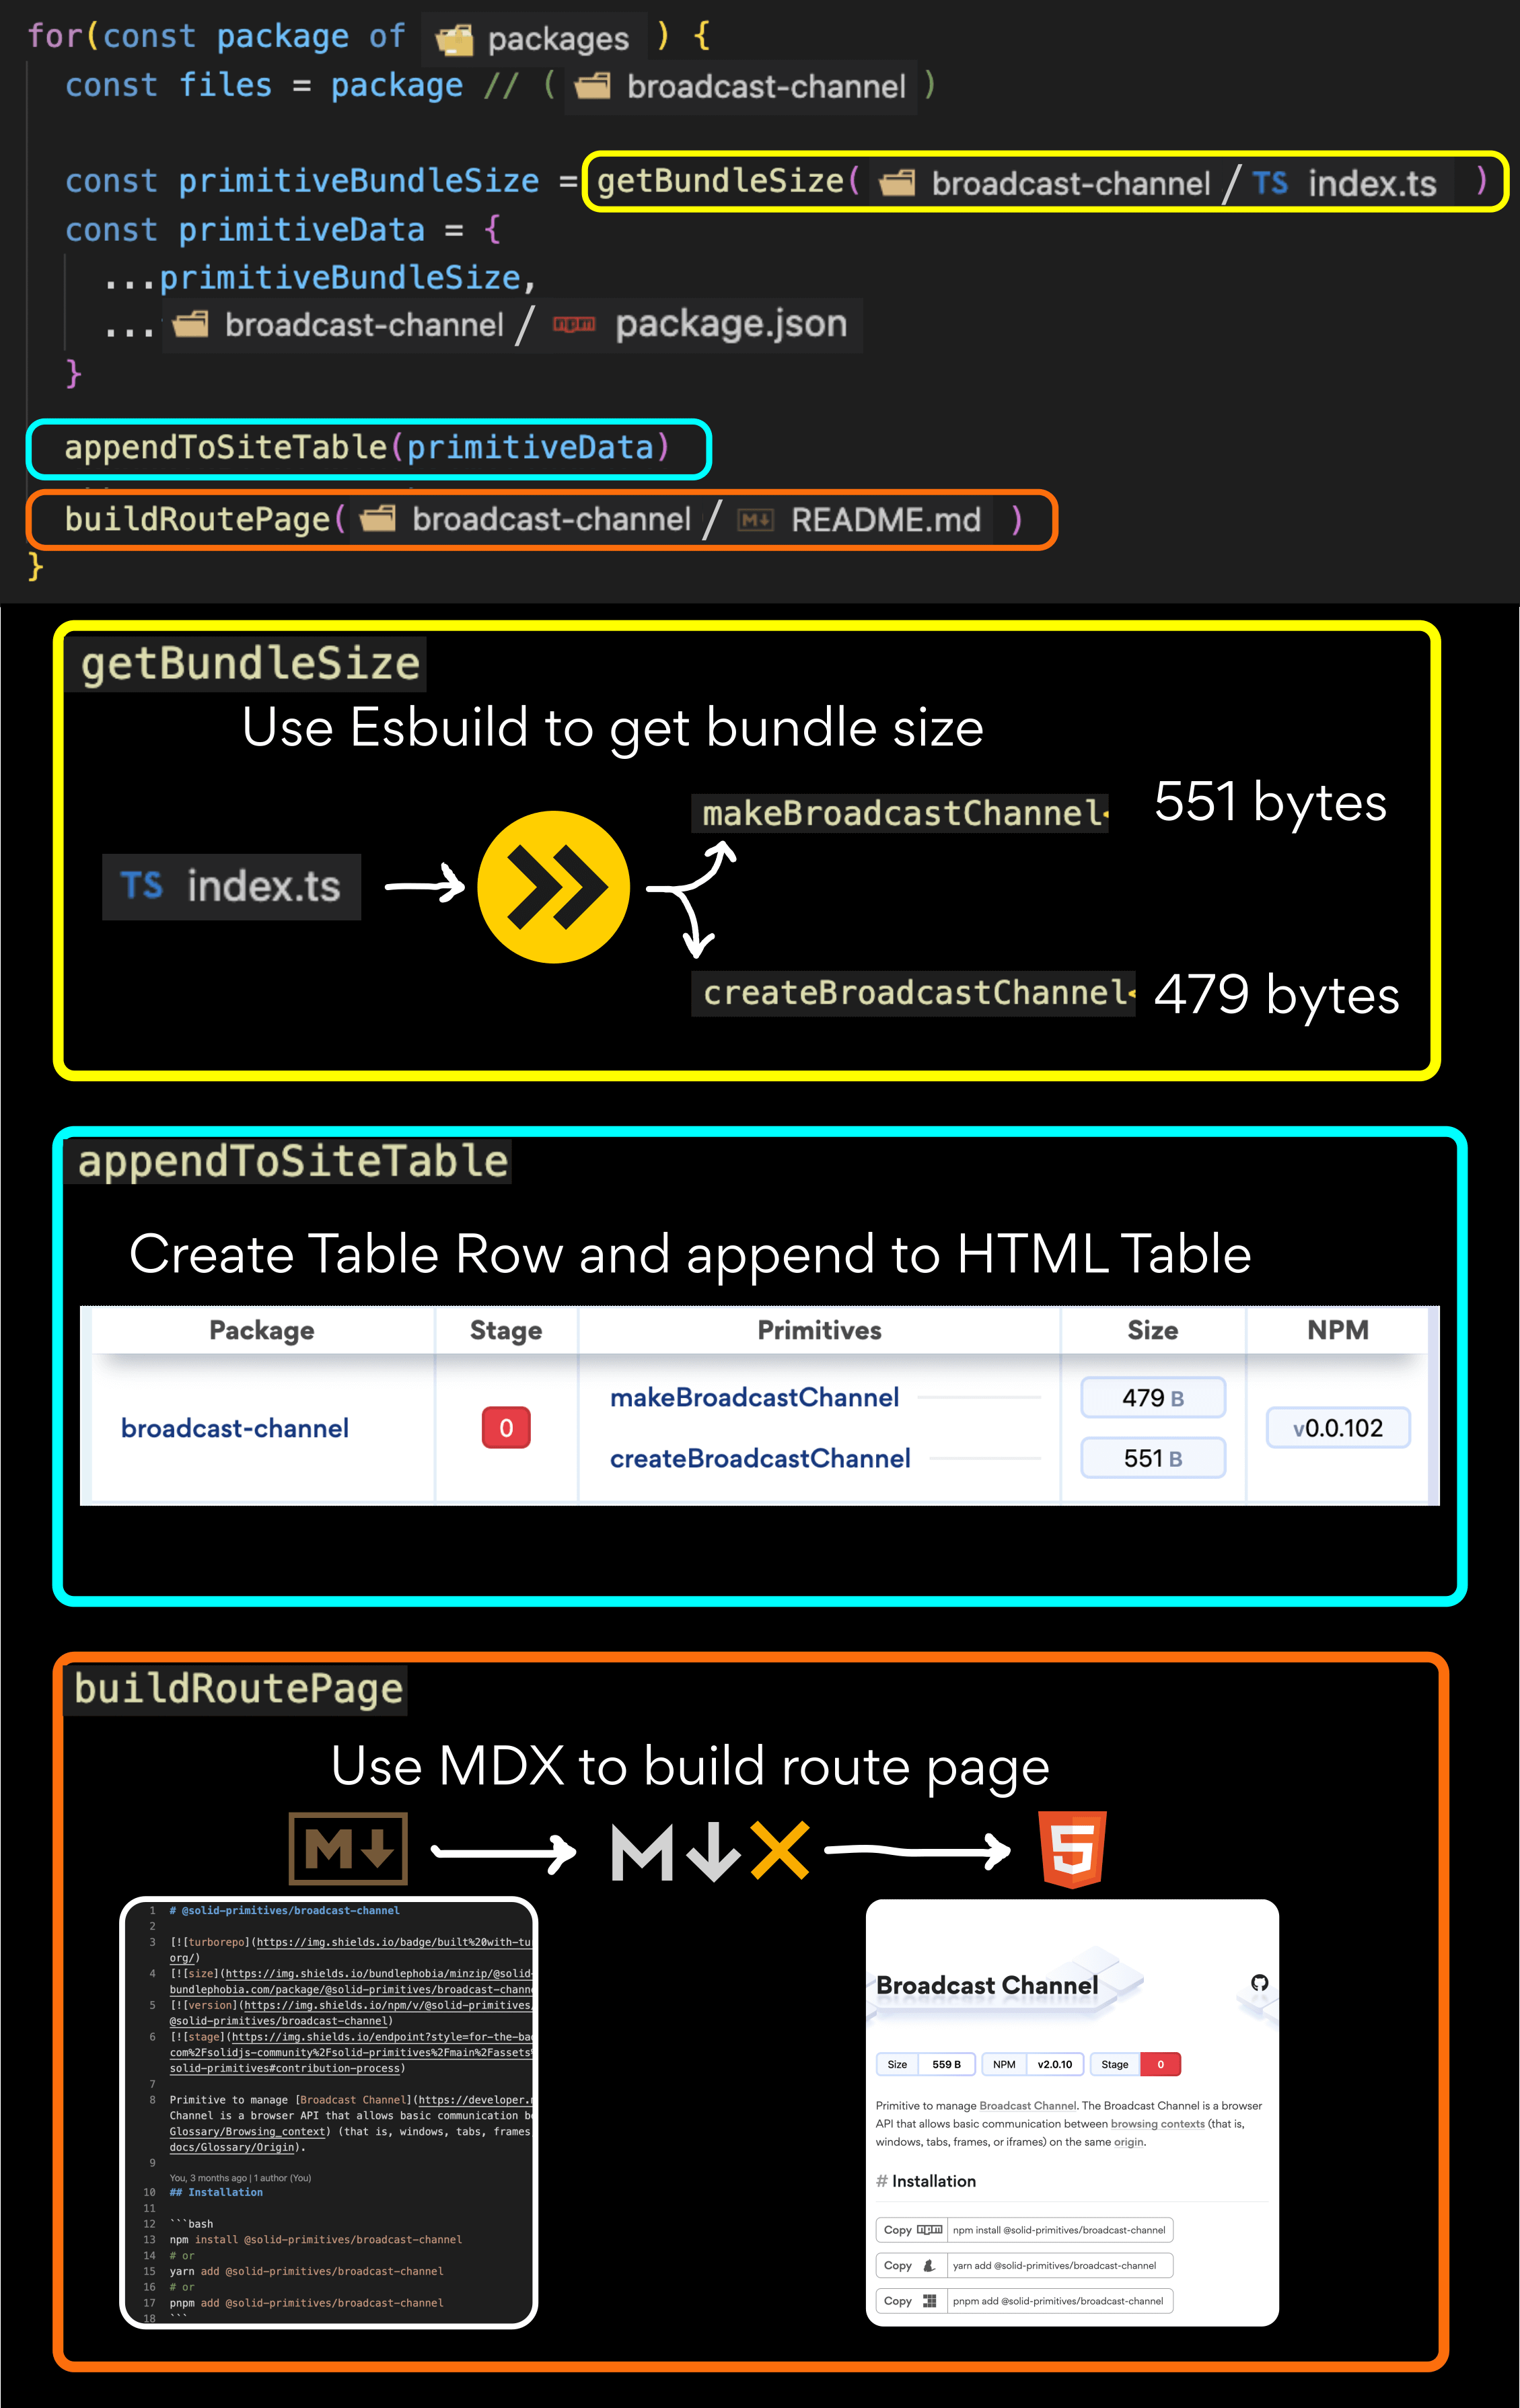 for(const package of packages ) {
const files = package // ( broadcast-channel )
const primitiveBundleSize = getBundleSize( broadcast-channel / TS index.ts )
const primitiveData = {
...primitiveBundleSize,
... broadcast-channel / npm package.json
}
appendToSiteTable(primitiveData)
buildRoutePage( broadcast-channel / M↓ README.md )
}
getBundleSize
Use Esbuild to get bundle size
makeBroadcastChannel 551 bytes
TS index.ts
createBroadcastChannel 479 bytes
appendToSiteTable
Create Table Row and append to HTML Table
Package Stage Primitives Size NPM
makeBroadcastChannel 479 B
broadcast-channel 0 v0.0.102
createBroadcastChannel 551 B
buildRoutePage
Use MDX to build route page
M↓ M↓X 5
1 # @solid-primitives/broadcast-channel
2
3 [![turborepo](https://img.shields.io/badge/built%20with-tu
org/)
4 [![size](https://img.shields.io/bundlephobia/minzip/@solid-
bundlephobia.com/package/@solid-primitives/broadcast-chann
5 [![version](https://img.shields.io/npm/v/@solid-primitives/
@solid-primitives/broadcast-channel)
6 [![stage](https://img.shields.io/endpoint?style=for-the-ba
com%2Fsolidjs-community%2Fsolid-primitives%2Fmain%2Fassets%
solid-primitives#contribution-process)
7
8 Primitive to manage [Broadcast Channel](https://developer.
Channel is a browser API that allows basic communication b
Glossary/Browsing_context) (that is, windows, tabs, frames
docs/Glossary/Origin).
9
You, 3 months ago | 1 author (You)
10 ## Installation
11
12 ```bash
13 npm install @solid-primitives/broadcast-channel
14 # or
15 yarn add @solid-primitives/broadcast-channel
16 # or
17 pnpm add @solid-primitives/broadcast-channel
18 ```
Broadcast Channel
Size 559 B NPM v2.0.10 Stage 0
Primitive to manage Broadcast Channel. The Broadcast Channel is a browser
API that allows basic communication between browsing contexts (that is,
windows, tabs, frames, or iframes) on the same origin.
# Installation
Copy npm npm install @solid-primitives/broadcast-channel
Copy yarn add @solid-primitives/broadcast-channel
Copy pnpm add @solid-primitives/broadcast-channel